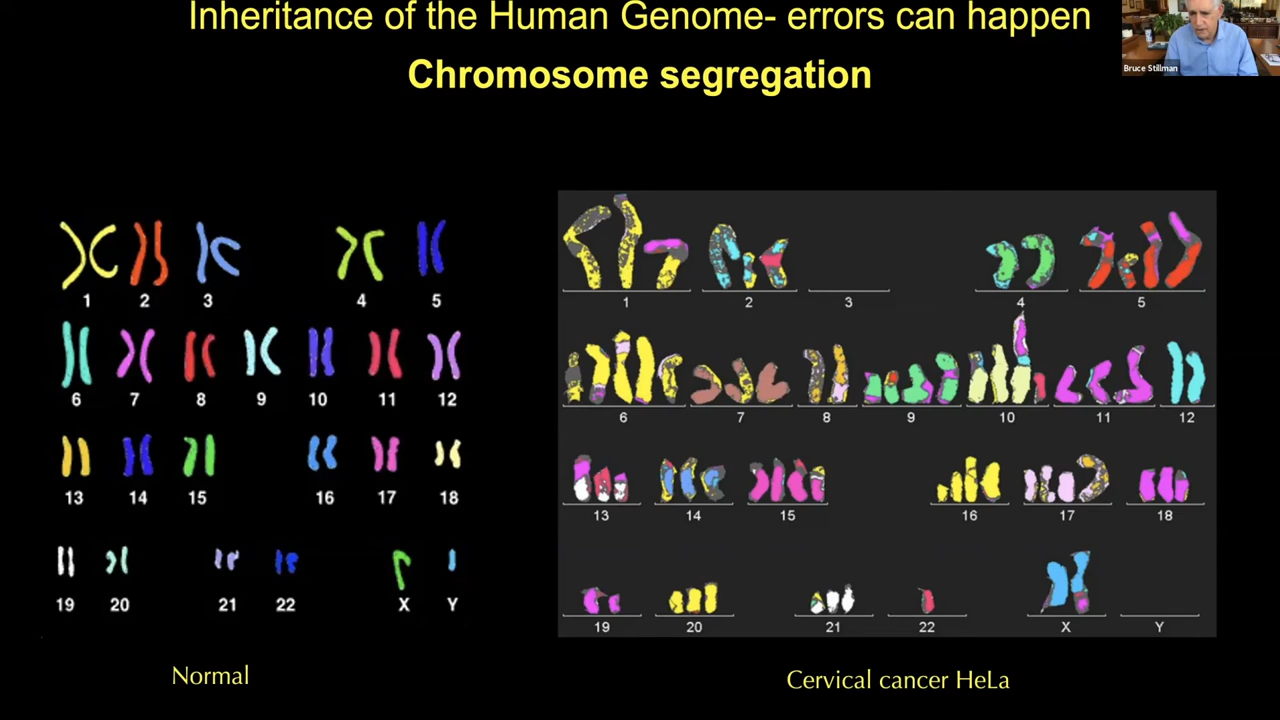 Inheritance of the Human Genome- errors can happen
Chromosome segregation
Bruce Stillman
1 2 3 4 5
6 7 8 9 10 11 12
13 14 15 16 17 18
19 20 21 22 X Y
Normal
1 2 3 4 5
6 7 8 9 10 11 12
13 14 15 16 17 18
19 20 21 22 X Y
Cervical cancer HeLa